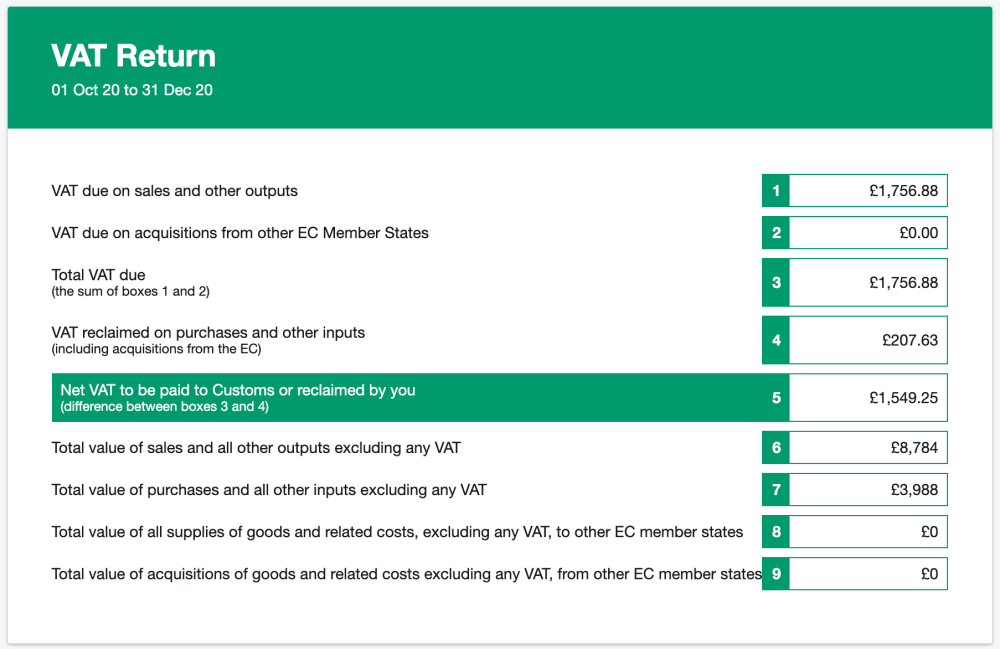 VAT Return
01 Oct 20 to 31 Dec 20
VAT due on sales and other outputs 1 £1,756.88
VAT due on acquisitions from other EC Member States 2 £0.00
Total VAT due
(the sum of boxes 1 and 2) 3 £1,756.88
VAT reclaimed on purchases and other inputs
(including acquisitions from the EC) 4 £207.63
Net VAT to be paid to Customs or reclaimed by you
(difference between boxes 3 and 4) 5 £1,549.25
Total value of sales and all other outputs excluding any VAT 6 £8,784
Total value of purchases and all other inputs excluding any VAT 7 £3,988
Total value of all supplies of goods and related costs, excluding any VAT, to other EC member states 8 £0
Total value of acquisitions of goods and related costs excluding any VAT, from other EC member states 9 £0